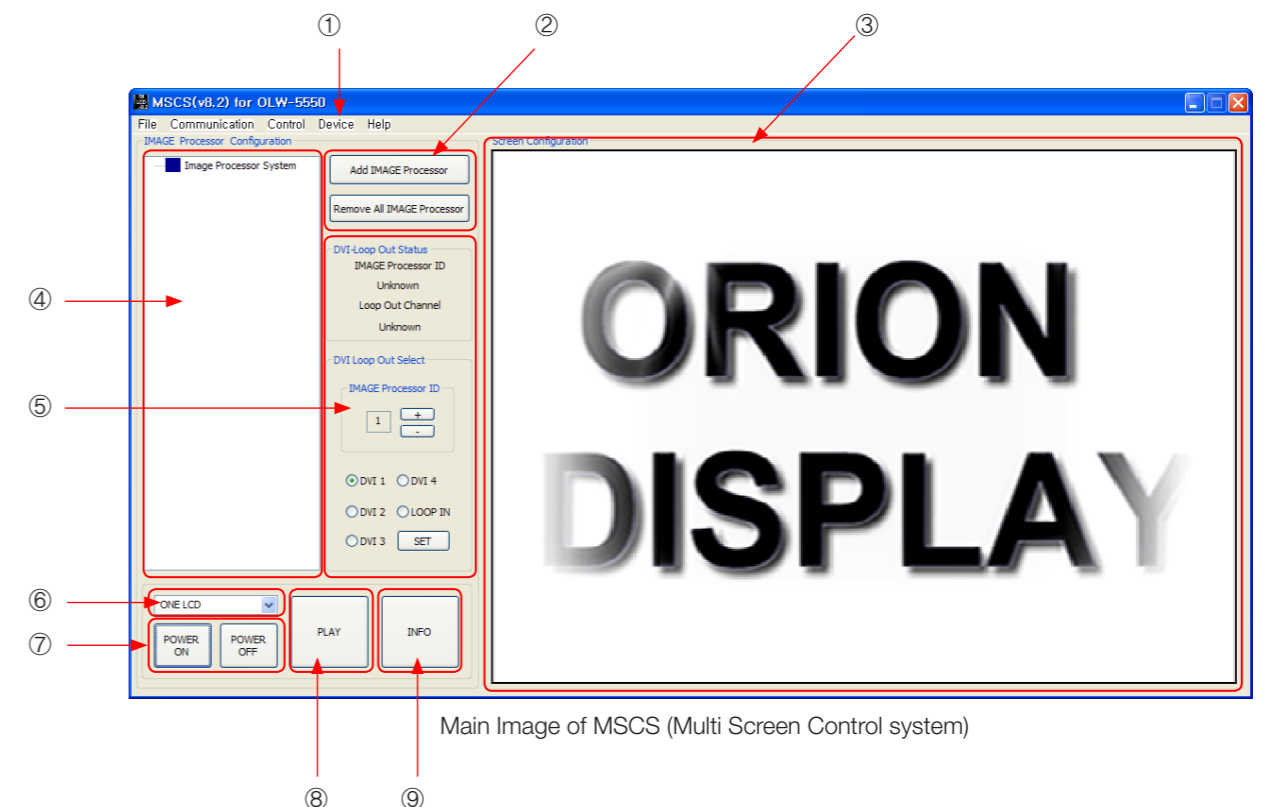 ① ② ③
MSCS(v8.2) for OLW-5550
File Communication Control Device Help
IMAGE Processor Configuration
Image Processor System
Add IMAGE Processor
Remove All IMAGE Processor
DVI-Loop Out Status
IMAGE Processor ID
Unknown
Loop Out Channel
Unknown
DVI Loop Out Select
IMAGE Processor ID
1 +
-
DVI 1 DVI 4
DVI 2 LOOP IN
DVI 3 SET
④
⑤
⑥
⑦
ONE LCD
POWER
ON
POWER
OFF
PLAY
INFO
Screen Configuration
ORION
DISPLAY
Main Image of MSCS (Multi Screen Control system)
⑧ ⑨